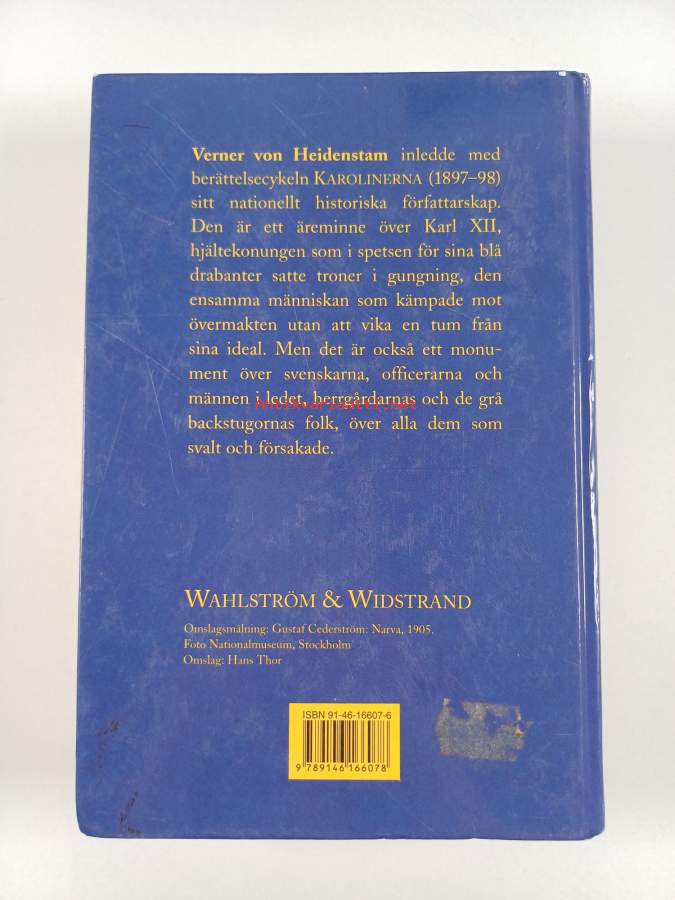 Verner von Heidenstam inledde med
berättelsecykeln KAROLINERNA (1897–98)
sitt nationellt historiska författarskap.
Den är ett äreminne över Karl XII,
hjältekonungen som i spetsen för sina blå
drabanter satte troner i gungning, den
ensamma människan som kämpade mot
övermakten utan att vika en tum från
sina ideal. Men det är också ett monu-
ment över svenskarna, officerarna och
männen i ledet, herrgårdarnas och de grå
backstugornas folk, över alla dem som
svalt och försakade.
WAHLSTRÖM & WIDSTRAND
Omslagsmålning: Gustaf Cederström: Narva, 1905.
Foto Nationalmuseum, Stockholm
Omslag: Hans Thor
ISBN 91-46-16607-6
9 789146 166078